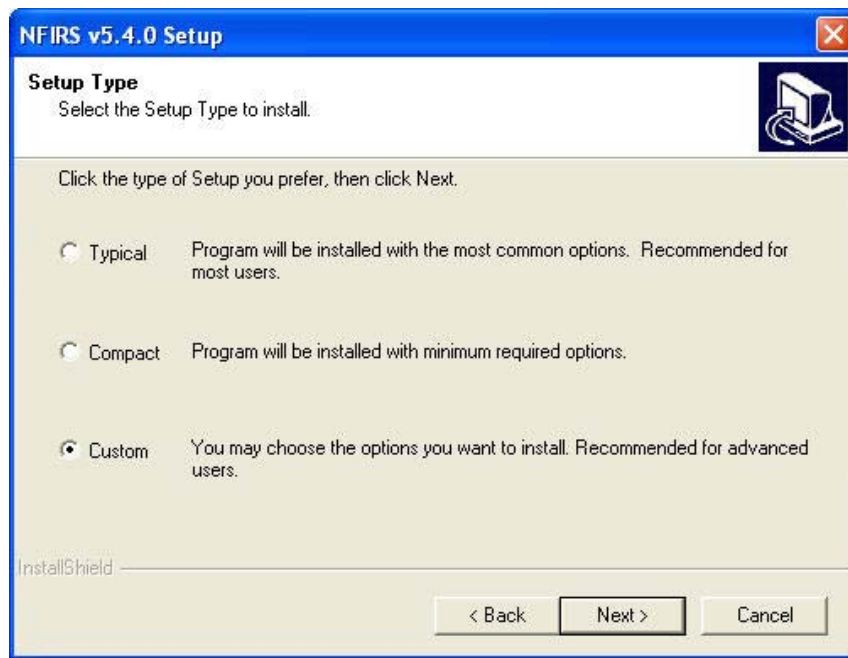 NFIRS v5.4.0 Setup
Setup Type
Select the Setup Type to install.
Click the type of Setup you prefer, then click Next.
Typical Program will be installed with the most common options. Recommended for
most users.
Compact Program will be installed with minimum required options.
Custom You may choose the options you want to install. Recommended for advanced
users.
InstallShield
< Back Next > Cancel